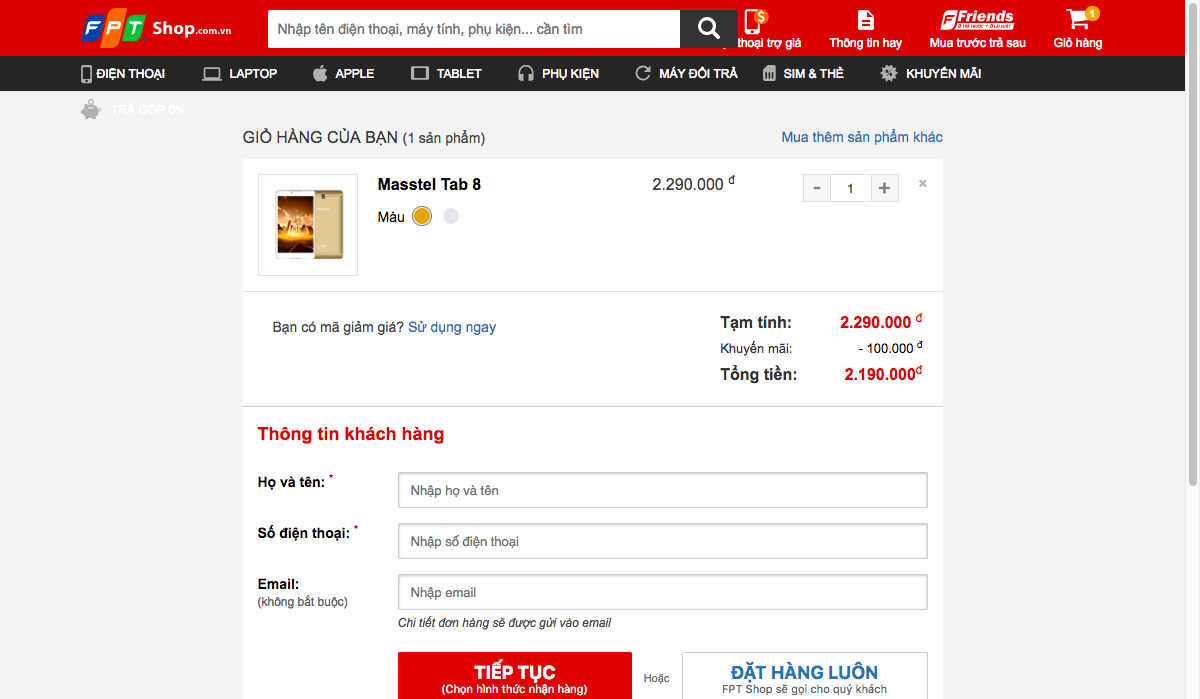 FPT Shop.com.vn
Nhập tên điện thoại, máy tính, phụ kiện... cần tìm
thoại trợ giá
Thông tin hay
Friends
Mua trước trả sau
1
Giỏ hàng
ĐIỆN THOẠI
LAPTOP
APPLE
TABLET
PHỤ KIỆN
MÁY ĐỔI TRẢ
SIM & THẺ
KHUYẾN MÃI
TRẢ GÓP 0%
GIỎ HÀNG CỦA BẠN (1 sản phẩm)
Mua thêm sản phẩm khác
Masstel Tab 8
2.290.000 đ
- 1 +
×
Màu
Bạn có mã giảm giá? Sử dụng ngay
Tạm tính: 2.290.000 đ
Khuyến mãi: - 100.000 đ
Tổng tiền: 2.190.000đ
Thông tin khách hàng
Họ và tên: *
Nhập họ và tên
Số điện thoại: *
Nhập số điện thoại
Email:
(không bắt buộc)
Nhập email
Chi tiết đơn hàng sẽ được gửi vào email
TIẾP TỤC
(Chọn hình thức nhận hàng)
Hoặc
ĐẶT HÀNG LUÔN
FPT Shop sẽ gọi cho quý khách